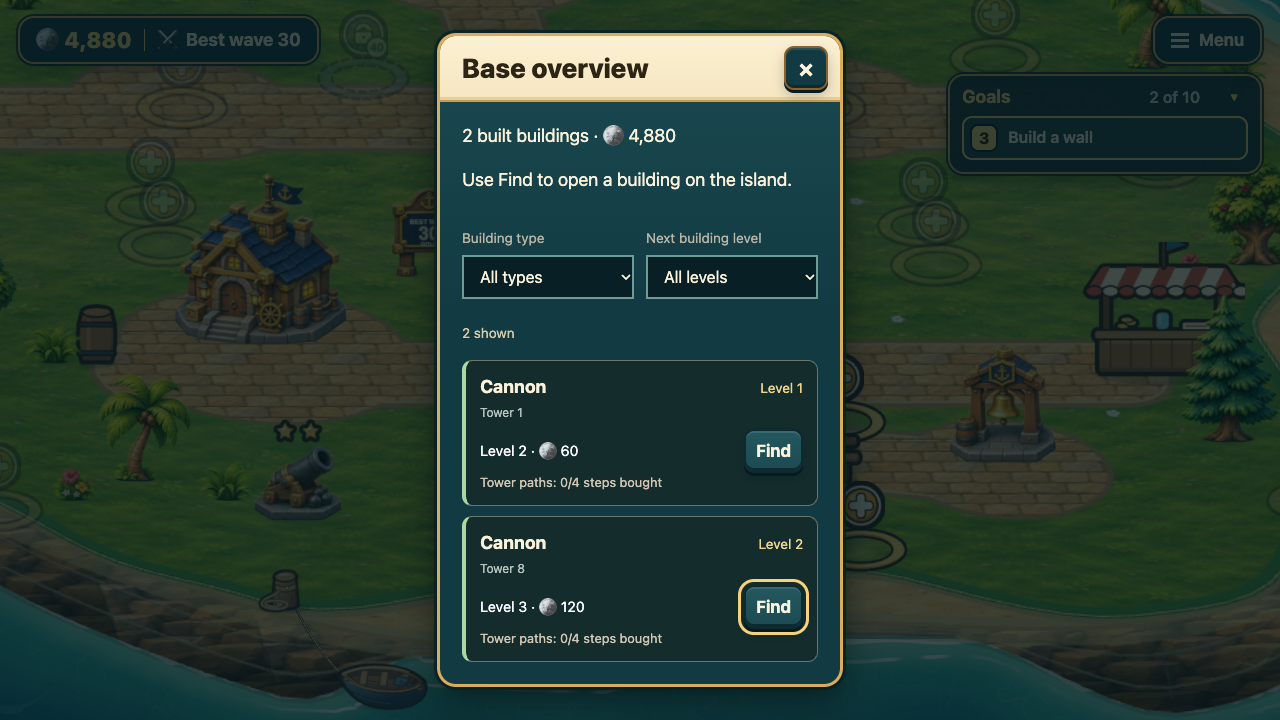 4,880
Best wave 30
40
Menu
Goals
2 of 10
3
Build a wall
Base overview
2 built buildings · 4,880
Use Find to open a building on the island.
Building type
Next building level
All types
All levels
2 shown
Cannon
Level 1
Tower 1
Level 2 · 60
Find
Tower paths: 0/4 steps bought
Cannon
Level 2
Tower 8
Level 3 · 120
Find
Tower paths: 0/4 steps bought